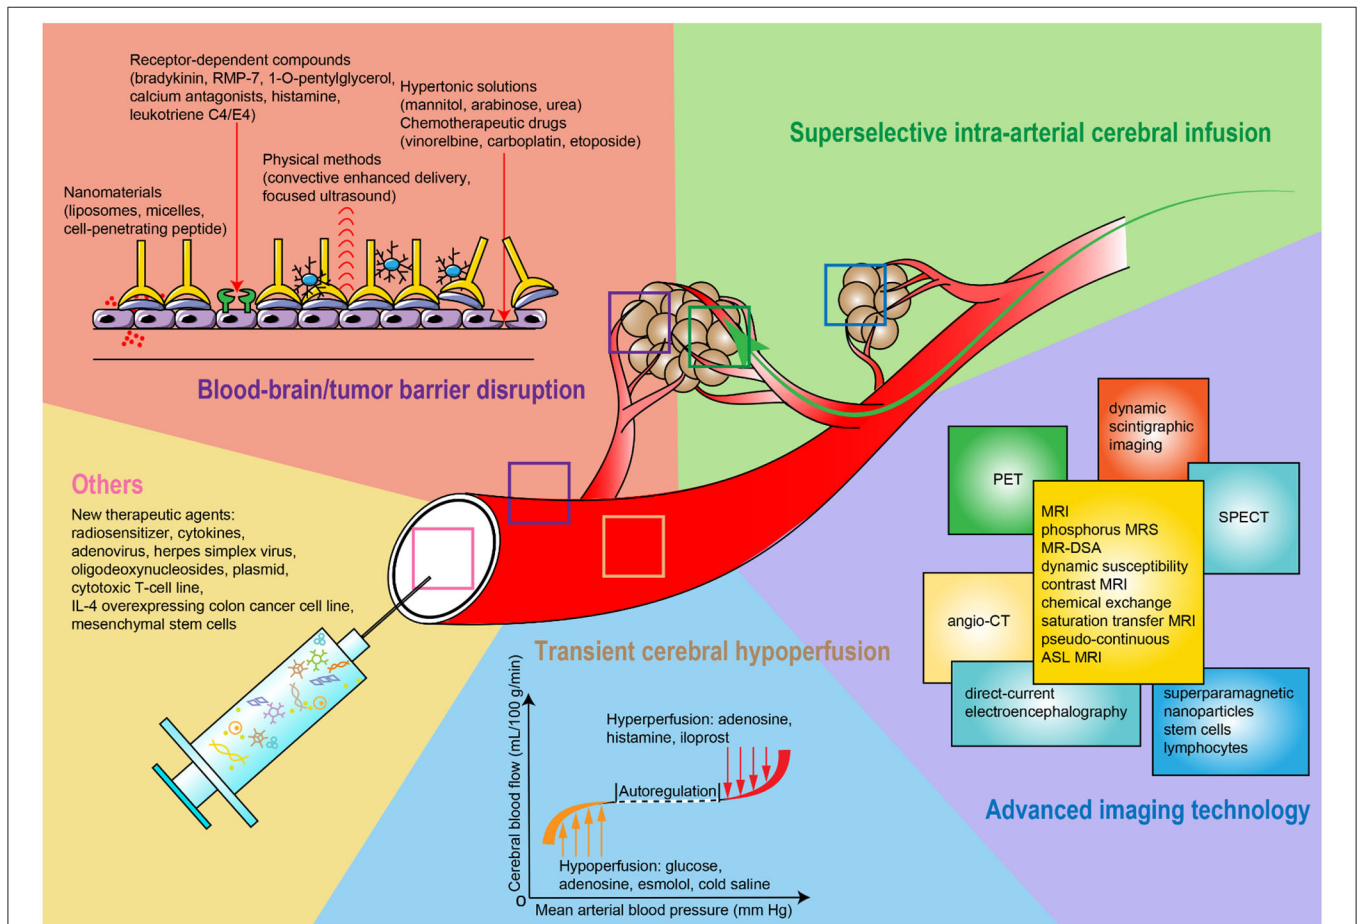 Receptor-dependent compounds
(bradykinin, RMP-7, 1-O-pentylglycerol,
calcium antagonists, histamine,
leukotriene C4/E4)
Hypertonic solutions
(mannitol, arabinose, urea)
Chemotherapeutic drugs
(vinorelbine, carboplatin, etoposide)
Physical methods
(convective enhanced delivery,
focused ultrasound)
Nanomaterials
(liposomes, micelles,
cell-penetrating peptide)
Blood-brain/tumor barrier disruption
Superselective intra-arterial cerebral infusion
Others
New therapeutic agents:
radiosensitizer, cytokines,
adenovirus, herpes simplex virus,
oligodeoxynucleosides, plasmid,
cytotoxic T-cell line,
IL-4 overexpressing colon cancer cell line,
mesenchymal stem cells
Transient cerebral hypoperfusion
Cerebral blood flow (mL/100 g/min)
Hyperperfusion: adenosine,
histamine, iloprost
Autoregulation
Hypoperfusion: glucose,
adenosine, esmolol, cold saline
O
Mean arterial blood pressure (mm Hg)
dynamic
scintigraphic
imaging
PET
SPECT
MRI
phosphorus MRS
MR-DSA
dynamic susceptibility
contrast MRI
chemical exchange
saturation transfer MRI
pseudo-continuous
ASL MRI
angio-CT
direct-current
electroencephalography
superparamagnetic
nanoparticles
stem cells
lymphocytes
Advanced imaging technology